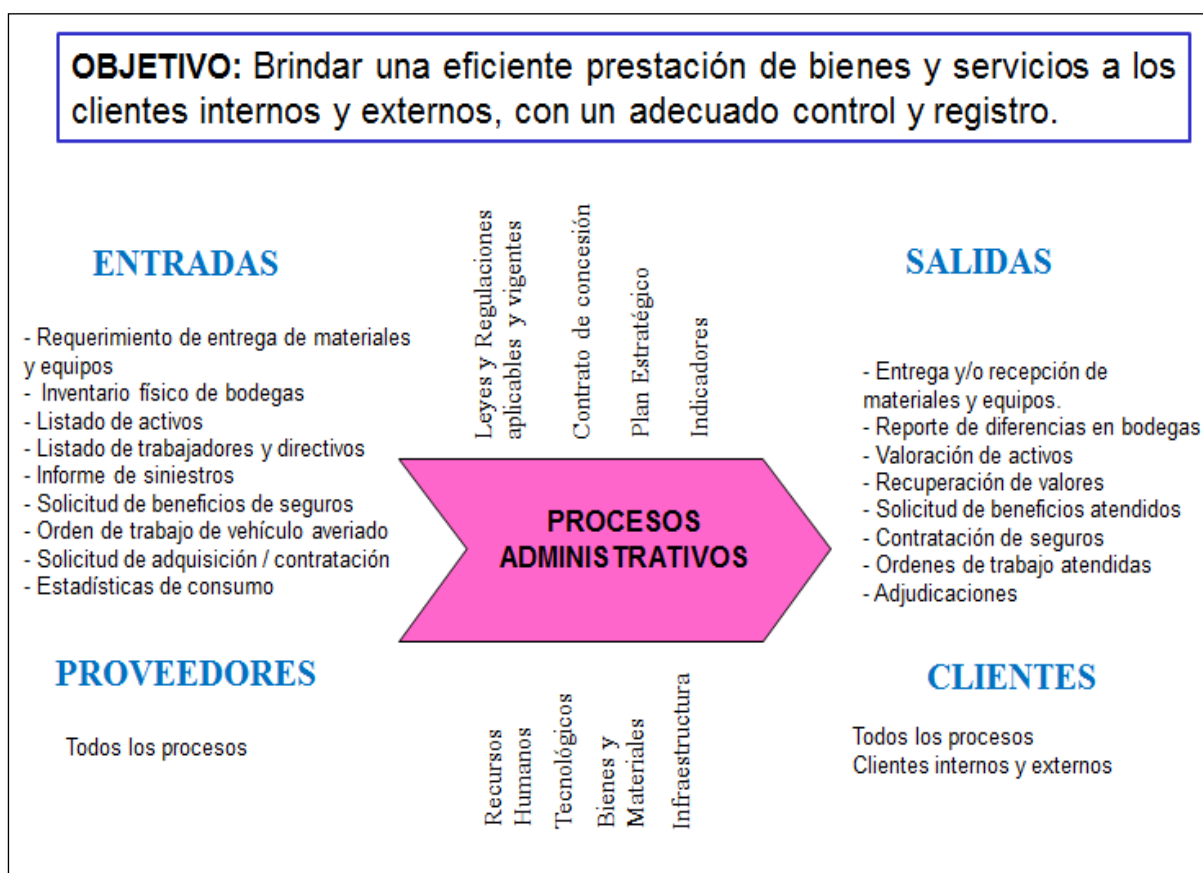 OBJETIVO: Brindar una eficiente prestación de bienes y servicios a los
clientes internos y externos, con un adecuado control y registro.
ENTRADAS
- Requerimiento de entrega de materiales
y equipos
- Inventario físico de bodegas
- Listado de activos
- Listado de trabajadores y directivos
- Informe de siniestros
- Solicitud de beneficios de seguros
- Orden de trabajo de vehículo averiado
- Solicitud de adquisición / contratación
- Estadísticas de consumo
PROVEEDORES
Todos los procesos
Leyes y Regulaciones
aplicables y vigentes
Contrato de concesión
Plan Estratégico
Indicadores
PROCESOS
ADMINISTRATIVOS
Recursos
Humanos
Tecnológicos
Bienes y
Materiales
Infraestructura
SALIDAS
- Entrega y/o recepción de
materiales y equipos.
- Reporte de diferencias en bodegas
- Valoración de activos
- Recuperación de valores
- Solicitud de beneficios atendidos
- Contratación de seguros
- Ordenes de trabajo atendidas
- Adjudicaciones
CLIENTES
Todos los procesos
Clientes internos y externos